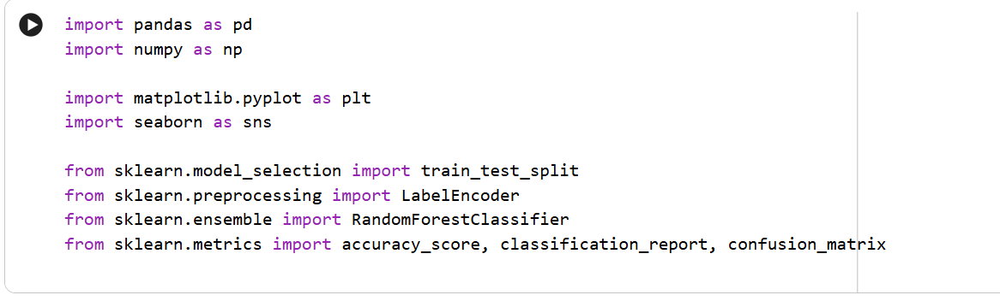 import pandas as pd
import numpy as np
import matplotlib.pyplot as plt
import seaborn as sns
from sklearn.model_selection import train_test_split
from sklearn.preprocessing import LabelEncoder
from sklearn.ensemble import RandomForestClassifier
from sklearn.metrics import accuracy_score, classification_report, confusion_matrix